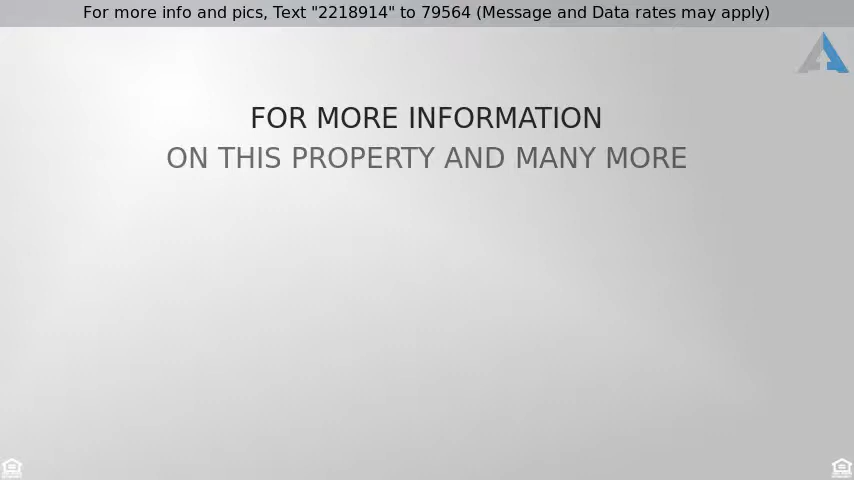 For more info and pics, Text "2218914" to 79564 (Message and Data rates may apply)
FOR MORE INFORMATION
ON THIS PROPERTY AND MANY MORE